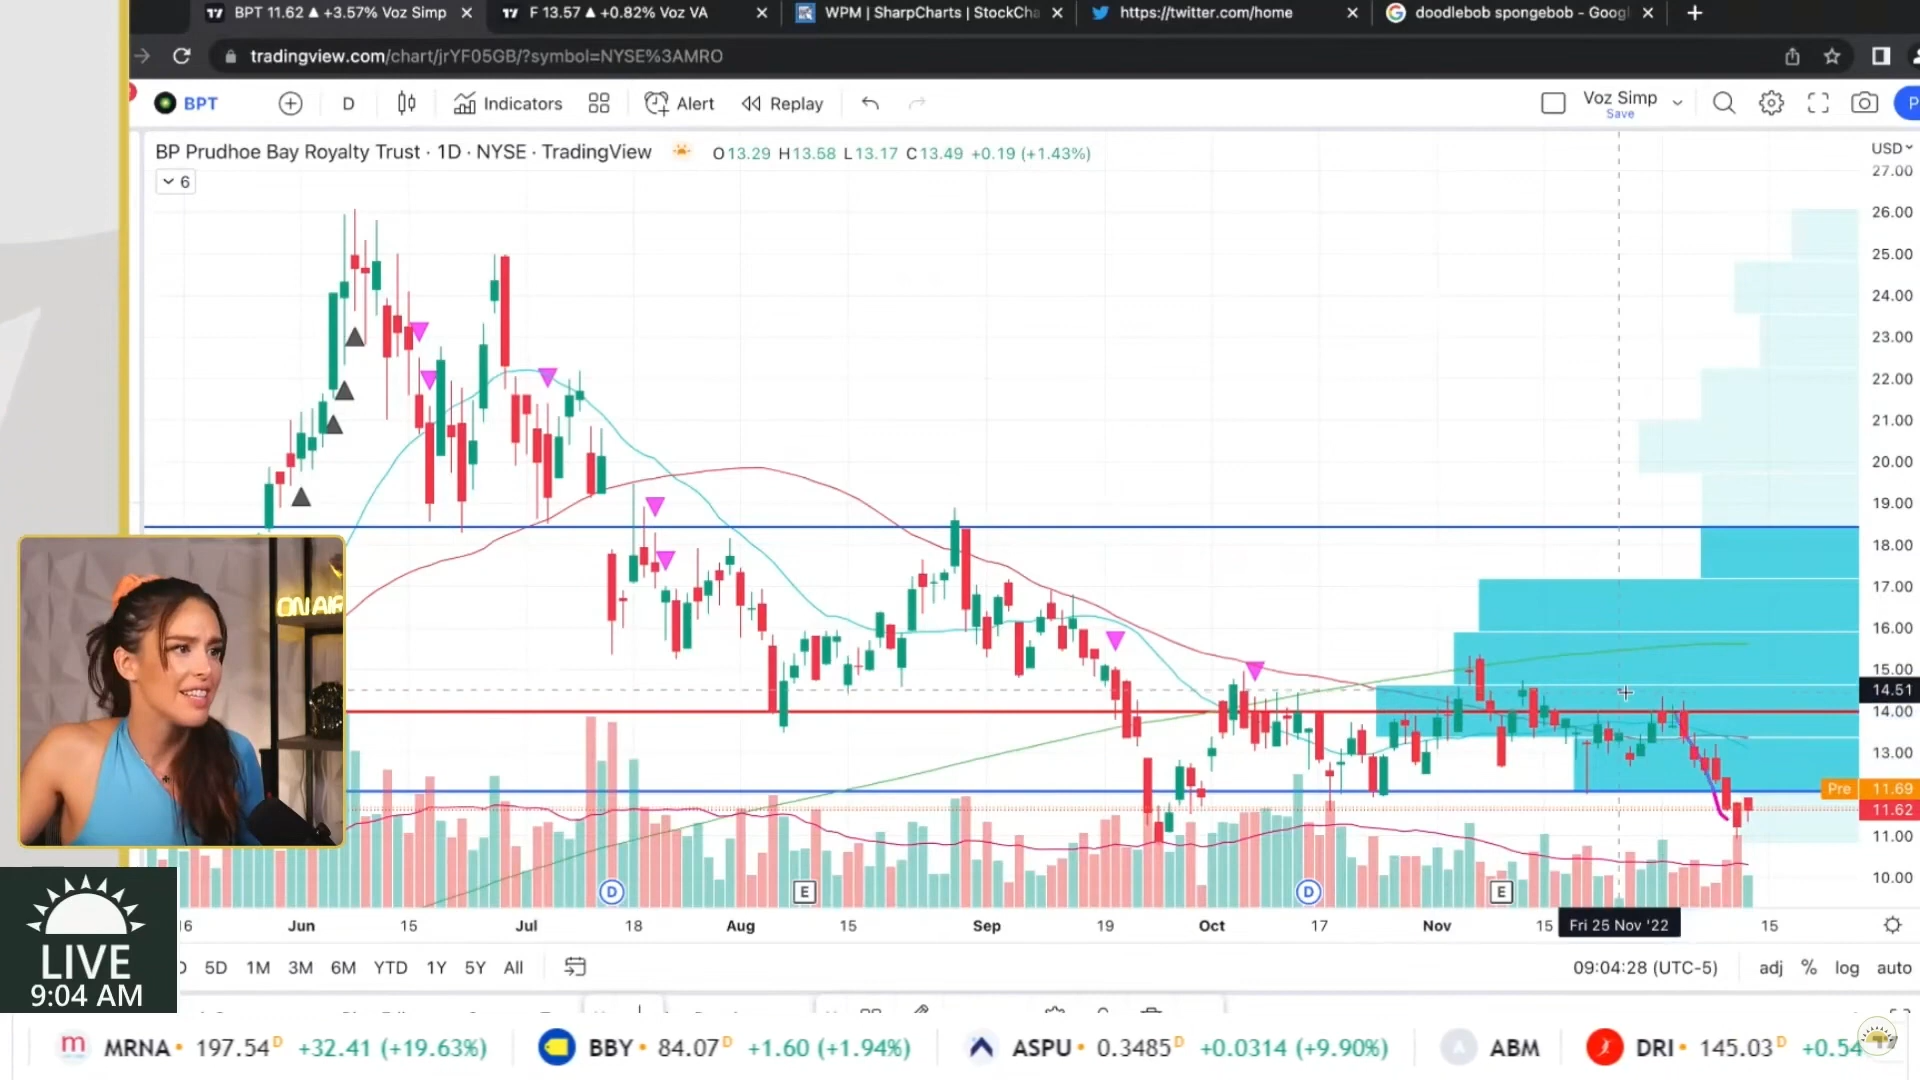 BPT 11.62 ▲ +3.57% Voz Simp
F 13.57 ▲ +0.82% Voz VA
WPM | SharpCharts | StockCha
https://twitter.com/home
doodlebob spongebob - Googl
tradingview.com/chart/jrYF05GB/?symbol=NYSE%3AMRO
BPT
D
Indicators
Alert
Replay
Voz Simp
Save
P
BP Prudhoe Bay Royalty Trust · 1D · NYSE · TradingView
O13.29 H13.58 L13.17 C13.49 +0.19 (+1.43%)
6
USD
27.00
26.00
25.00
24.00
23.00
22.00
21.00
20.00
19.00
18.00
17.00
16.00
15.00
14.51
14.00
13.00
Pre 11.69
11.62
11.00
10.00
ON AIR
D
E
D
E
16 Jun 15 Jul 18 Aug 15 Sep 19 Oct 17 Nov 15 Fri 25 Nov '22 15
5D 1M 3M 6M YTD 1Y 5Y All
09:04:28 (UTC-5) adj % log auto
LIVE
9:04 AM
MRNA • 197.54 D +32.41 (+19.63%)
BBY • 84.07 D +1.60 (+1.94%)
ASPU • 0.3485 D +0.0314 (+9.90%)
A ABM
DRI • 145.03 D +0.54